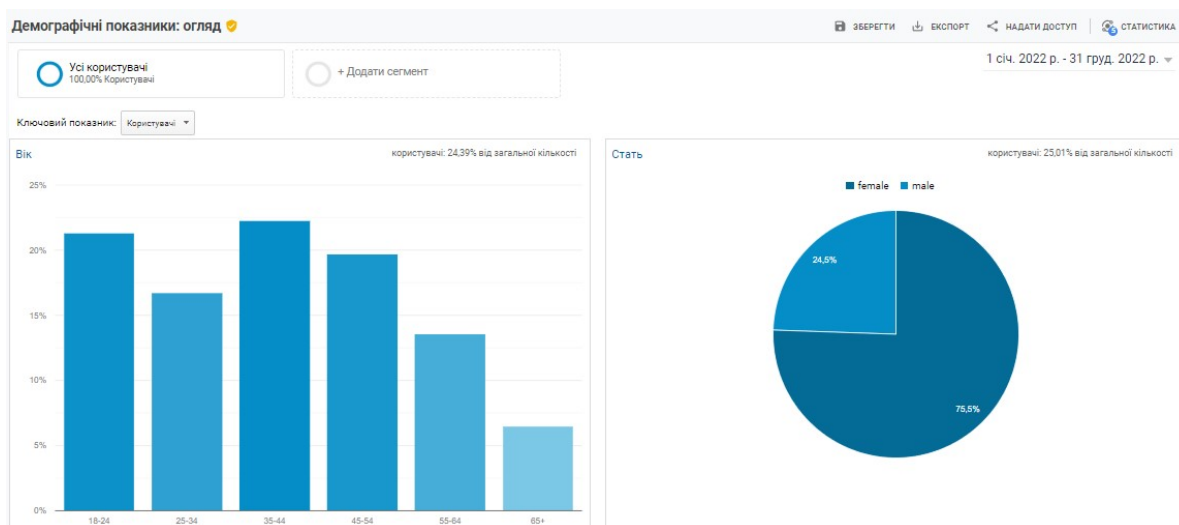 Демографічні показники: огляд
ЗБЕРЕГТИ ЕКСПОРТ НАДАТИ ДОСТУП 5 СТАТИСТИКА
Усі користувачі
100,00% Користувачі
+ Додати сегмент
1 січ. 2022 р. - 31 груд. 2022 р.
Ключовий показник: Користувачі
Вік
користувачі: 24,39% від загальної кількості
25%
20%
15%
10%
5%
0%
18-24 25-34 35-44 45-54 55-64 65+
Стать
користувачі: 25,01% від загальної кількості
female male
24,5%
75,5%